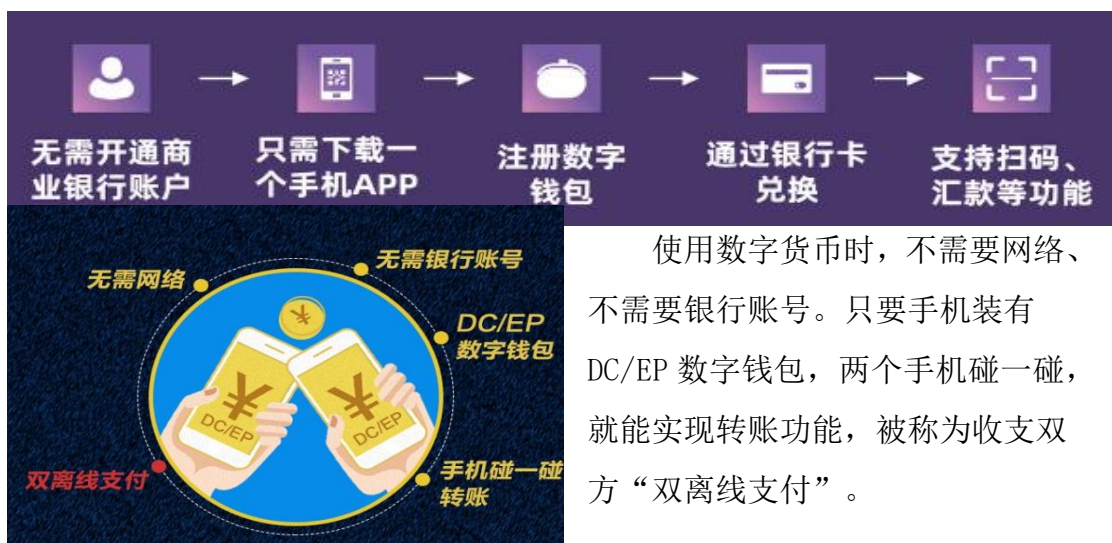 无需开通商
业银行账户
只需下载一
个手机APP
注册数字
钱包
通过银行卡
兑换
支持扫码、
汇款等功能
无需网络
无需银行账号
DC/EP
数字钱包
¥
¥
DC/EP
¥
DC/EP
双离线支付
手机碰一碰
转账
使用数字货币时，不需要网络、
不需要银行账号。只要手机装有
DC/EP 数字钱包，两个手机碰一碰，
就能实现转账功能，被称为收支双
方“双离线支付”。